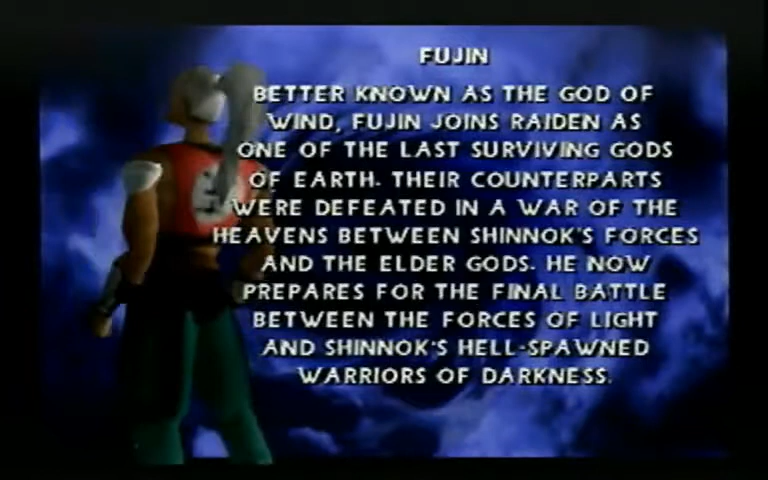 FUJIN
BETTER KNOWN AS THE GOD OF
WIND, FUJIN JOINS RAIDEN AS
ONE OF THE LAST SURVIVING GODS
OF EARTH. THEIR COUNTERPARTS
WERE DEFEATED IN A WAR OF THE
HEAVENS BETWEEN SHINNOK'S FORCES
AND THE ELDER GODS. HE NOW
PREPARES FOR THE FINAL BATTLE
BETWEEN THE FORCES OF LIGHT
AND SHINNOK'S HELL-SPAWNED
WARRIORS OF DARKNESS.